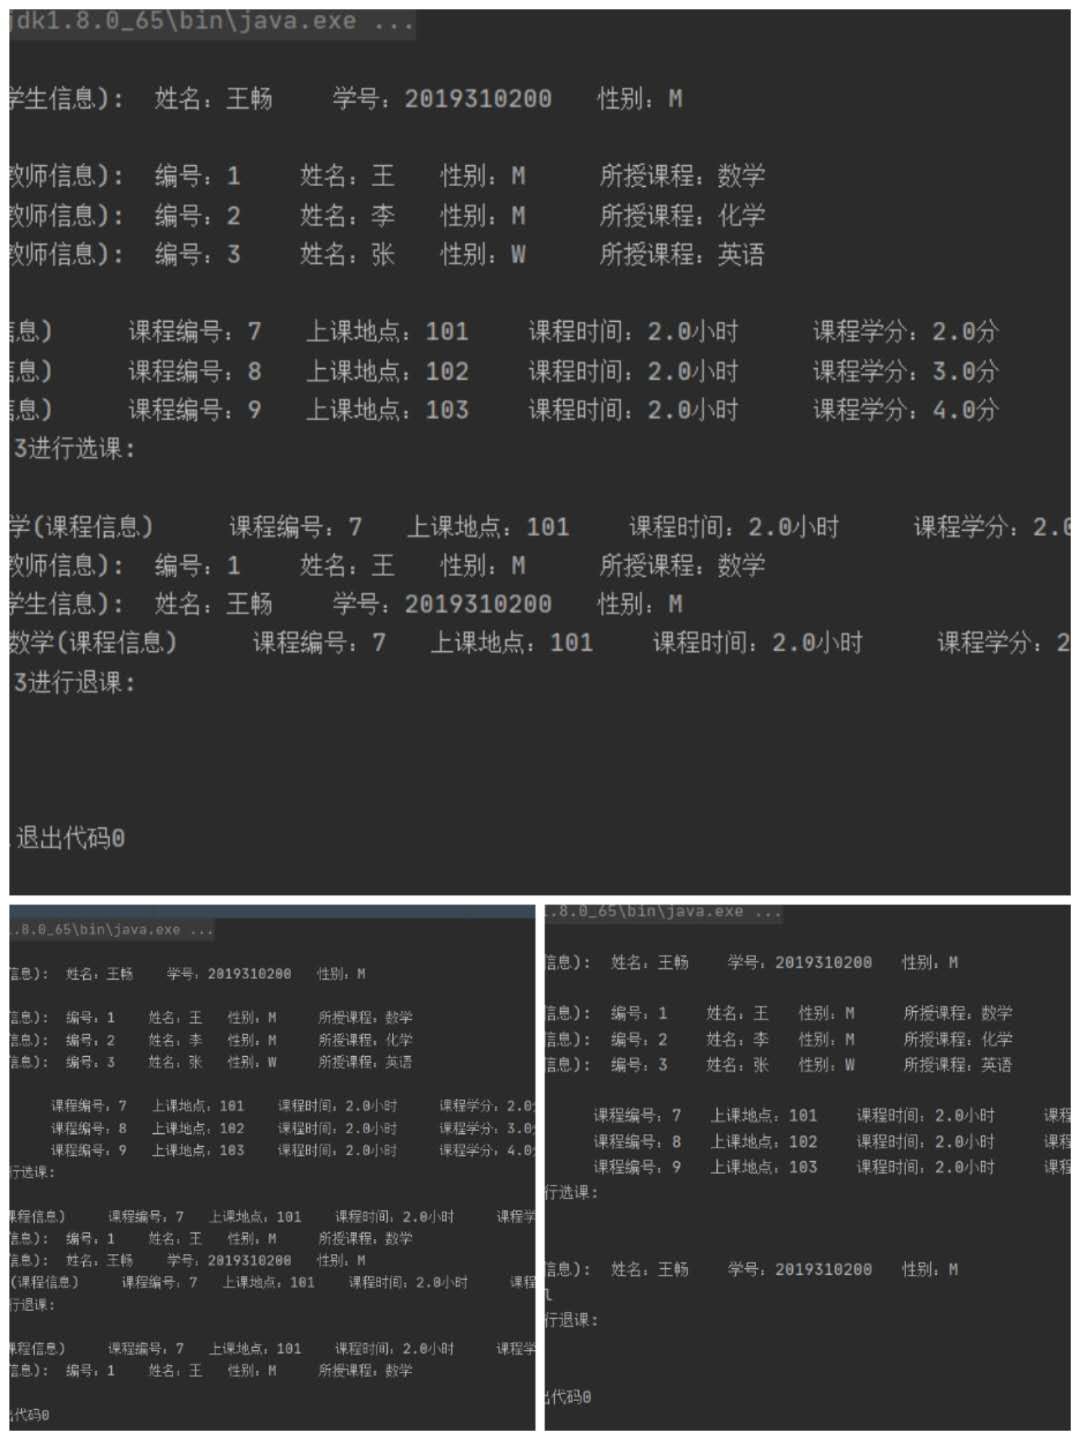 jdk1.8.0_65\bin\java.exe ...
学生信息): 姓名：王畅 学号：2019310200 性别：M
教师信息): 编号：1 姓名：王 性别：M 所授课程：数学
教师信息): 编号：2 姓名：李 性别：M 所授课程：化学
教师信息): 编号：3 姓名：张 性别：W 所授课程：英语
信息) 课程编号：7 上课地点：101 课程时间：2.0小时 课程学分：2.0分
信息) 课程编号：8 上课地点：102 课程时间：2.0小时 课程学分：3.0分
信息) 课程编号：9 上课地点：103 课程时间：2.0小时 课程学分：4.0分
3进行选课:
学(课程信息) 课程编号：7 上课地点：101 课程时间：2.0小时 课程学分：2.0
教师信息): 编号：1 姓名：王 性别：M 所授课程：数学
学生信息): 姓名：王畅 学号：2019310200 性别：M
数学(课程信息) 课程编号：7 上课地点：101 课程时间：2.0小时 课程学分：2
3进行退课:
退出代码0
.8.0_65\bin\java.exe ...
信息): 姓名：王畅 学号：2019310200 性别：M
信息): 编号：1 姓名：王 性别：M 所授课程：数学
信息): 编号：2 姓名：李 性别：M 所授课程：化学
信息): 编号：3 姓名：张 性别：W 所授课程：英语
课程编号：7 上课地点：101 课程时间：2.0小时 课程学分：2.0
课程编号：8 上课地点：102 课程时间：2.0小时 课程学分：3.0
课程编号：9 上课地点：103 课程时间：2.0小时 课程学分：4.0
行选课:
课程信息) 课程编号：7 上课地点：101 课程时间：2.0小时 课程学
信息): 编号：1 姓名：王 性别：M 所授课程：数学
信息): 姓名：王畅 学号：2019310200 性别：M
(课程信息) 课程编号：7 上课地点：101 课程时间：2.0小时 课程
行退课:
课程信息) 课程编号：7 上课地点：101 课程时间：2.0小时 课程学
信息): 编号：1 姓名：王 性别：M 所授课程：数学
代码0
1.8.0_65\bin\java.exe ...
信息): 姓名：王畅 学号：2019310200 性别：M
信息): 编号：1 姓名：王 性别：M 所授课程：数学
信息): 编号：2 姓名：李 性别：M 所授课程：化学
信息): 编号：3 姓名：张 性别：W 所授课程：英语
课程编号：7 上课地点：101 课程时间：2.0小时 课程
课程编号：8 上课地点：102 课程时间：2.0小时 课程
课程编号：9 上课地点：103 课程时间：2.0小时 课程
行选课:
信息): 姓名：王畅 学号：2019310200 性别：M
l
行退课:
出代码0